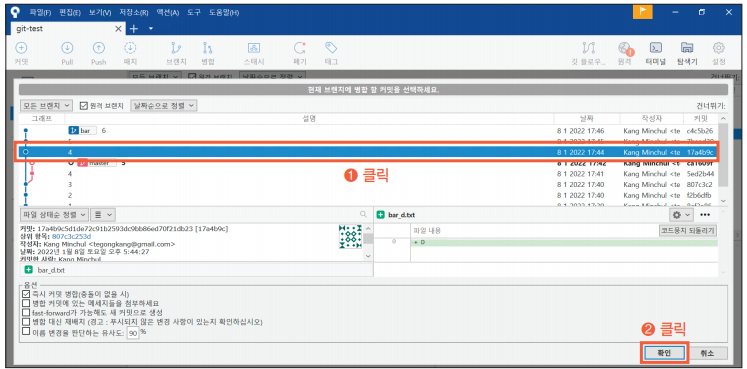 파일(F) 편집(E) 보기(V) 저장소(R) 액션(A) 도구 도움말(H)
git-test
커밋 Pull Push 패치 브랜치 병합 스태시 폐기 태그 깃 플로우... 원격 터미널 탐색기 설정
현재 브랜치에 병합 할 커밋을 선택하세요.
모든 브랜치 원격 브랜치 날짜순으로 정렬 건너뛰기:
그래프 설명 날짜 작성자 커밋
bar 6 8 1 2022 17:46 Kang Minchul <te c4c5b26
4 8 1 2022 17:44 Kang Minchul <te 17a4b9c
master 5 8 1 2022 17:42 Kang Minchul <te ca1609f
4 8 1 2022 17:41 Kang Minchul <te 5ed2b44
3 8 1 2022 17:40 Kang Minchul <te 807c3c2
2 8 1 2022 17:40 Kang Minchul <te f2b6dfb
❶ 클릭
파일 상태순 정렬
커밋: 17a4b9c5d1de72c91b2593dc9bb86ed70f21db23 [17a4b9c]
상위 항목: 807c3c253d
작성자: Kang Minchul <tegongkang@gmail.com>
날짜: 2022년 1월 8일 토요일 오후 5:44:27
커밋한 사람: Kang Minchul
bar_d.txt
bar_d.txt
파일 내용 코드뭉치 되돌리기
0 + D
옵션
즉시 커밋 병합(충돌이 없을 시)
병합 커밋에 있는 메세지들을 첨부하세요
fast-forward가 가능해도 새 커밋으로 생성
병합 대신 재배치 (경고 : 푸시되지 않은 변경 사항이 있는지 확인하십시오)
이름 변경을 판단하는 유사도: 90 %
❷ 클릭
확인 취소